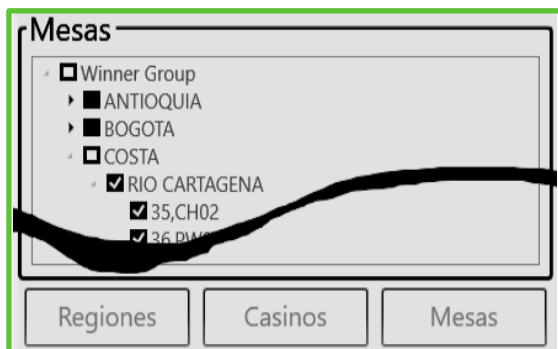 Mesas
Winner Group
ANTIOQUIA
BOGOTA
COSTA
RIO CARTAGENA
35,CH02
Regiones Casinos Mesas